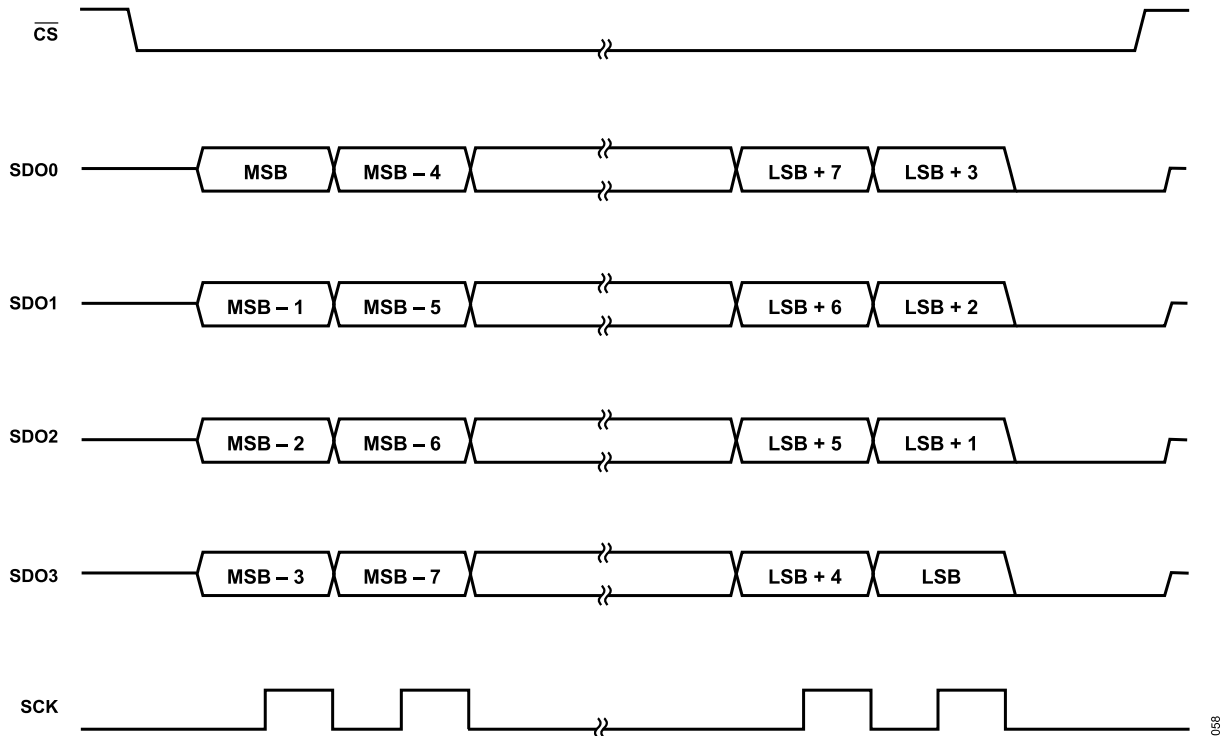 CS
SDO0 MSB MSB – 4 LSB + 7 LSB + 3
SDO1 MSB – 1 MSB – 5 LSB + 6 LSB + 2
SDO2 MSB – 2 MSB – 6 LSB + 5 LSB + 1
SDO3 MSB – 3 MSB – 7 LSB + 4 LSB
SCK
058